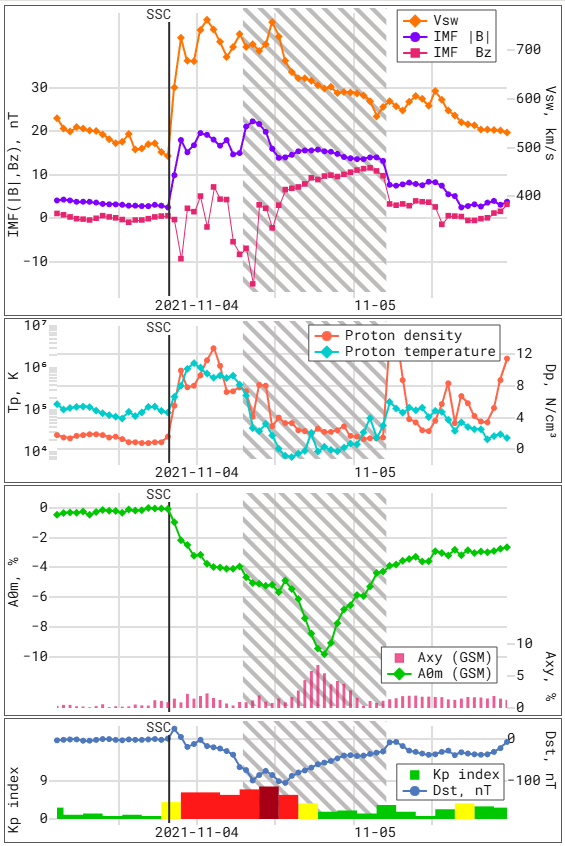 SSC
Vsw
IMF |B|
IMF Bz
700
600
500
400
Vsw, km/s
30
20
10
0
-10
IMF(|B|,Bz), nT
2021-11-04
11-05
SSC
Proton density
Proton temperature
10⁷
10⁶
10⁵
10⁴
Tp, K
12
8
4
0
Dp, N/cm³
2021-11-04
11-05
SSC
0
-2
-4
-6
-8
-10
A0m, %
10
5
0
Axy, %
Axy (GSM)
A0m (GSM)
SSC
0
-100
Dst, nT
9
0
Kp index
Kp index
Dst, nT
2021-11-04
11-05